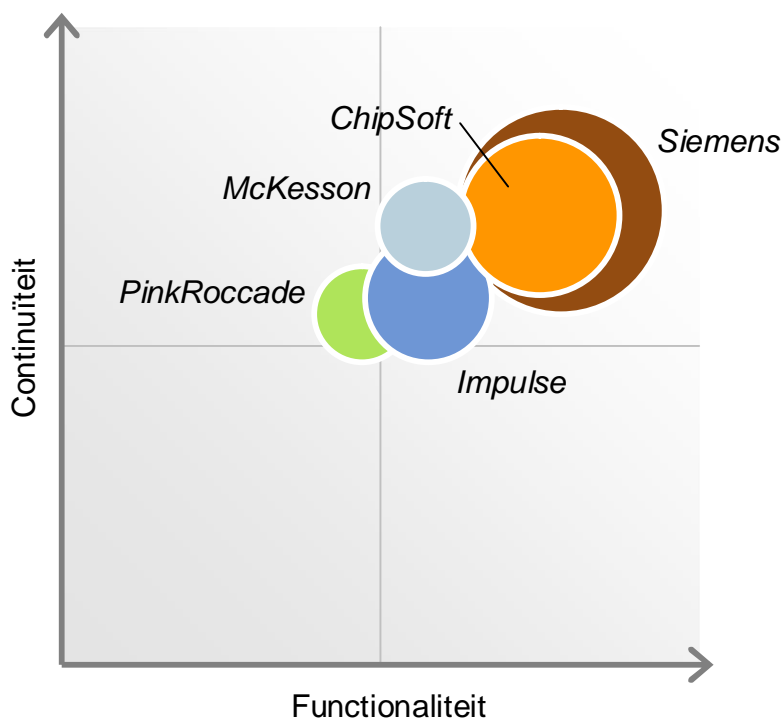 ChipSoft
Siemens
McKesson
PinkRoccade
Impulse
Continuïteit
Functionaliteit